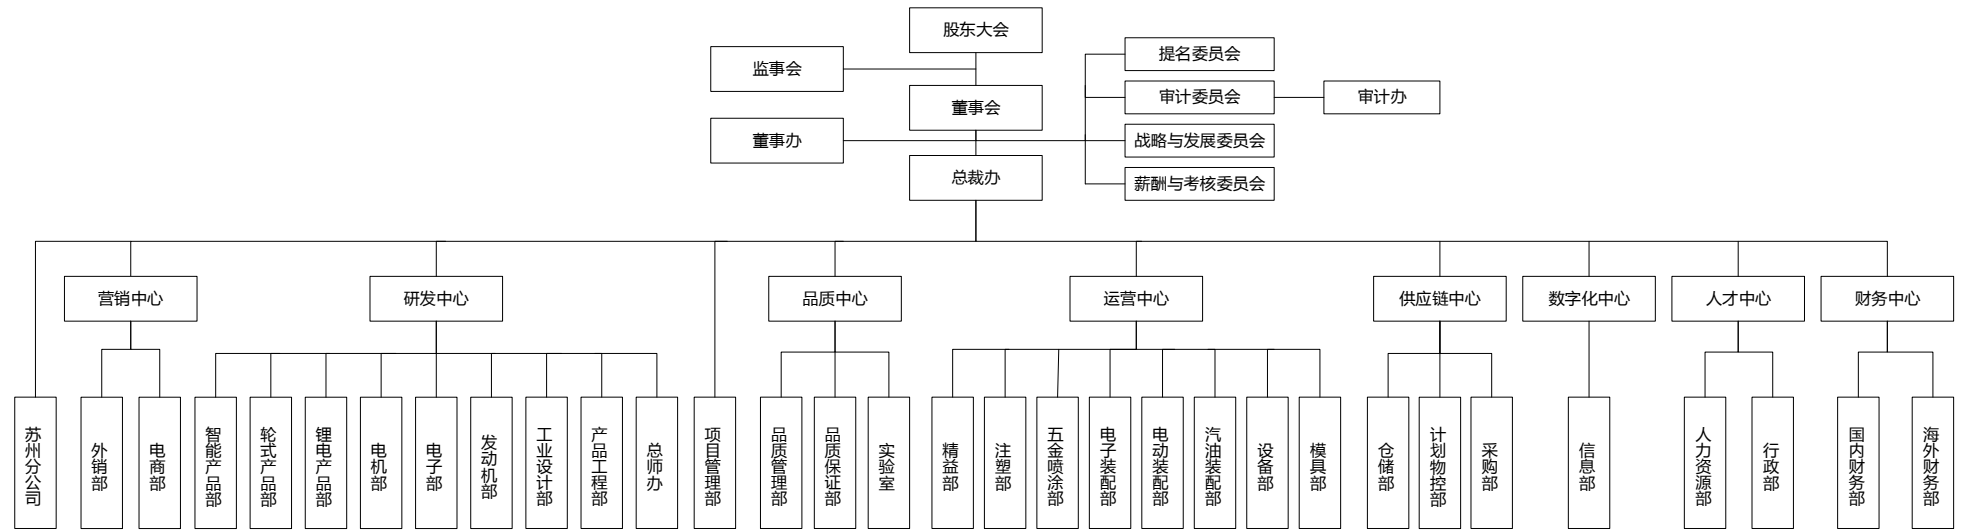 股东大会
监事会
提名委员会
董事会
审计委员会
审计办
董事办
战略与发展委员会
总裁办
薪酬与考核委员会
营销中心
研发中心
品质中心
运营中心
供应链中心
数字化中心
人才中心
财务中心
苏州分公司
外销部
电商部
智能产品部
轮式产品部
锂电产品部
电机部
电子部
发动机部
工业设计部
产品工程部
总师办
项目管理部
品质管理部
品质保证部
实验室
精益部
注塑部
五金喷涂部
电子装配部
电动装配部
汽油装配部
设备部
模具部
仓储部
计划物控部
采购部
信息部
人力资源部
行政部
国内财务部
海外财务部